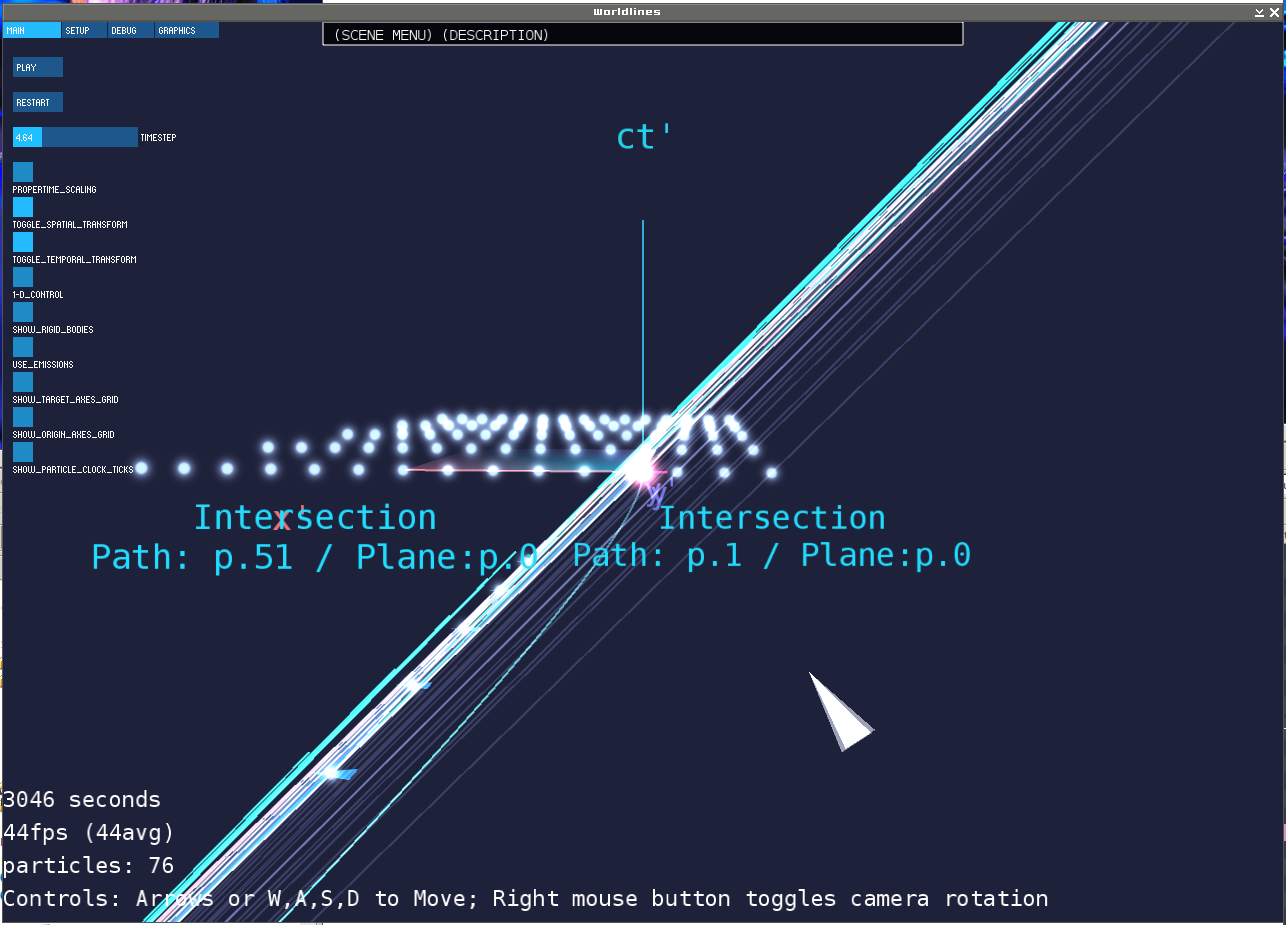 Worldlines
MAIN SETUP DEBUG GRAPHICS
(SCENE MENU) (DESCRIPTION)
PLAY
RESTART
4.64 TIMESTEP
PROPERTIME_SCALING
TOGGLE_SPATIAL_TRANSFORM
TOGGLE_TEMPORAL_TRANSFORM
1-D_CONTROL
SHOW_RIGID_BODIES
USE_EMISSIONS
SHOW_TARGET_AXES_GRID
SHOW_ORIGIN_AXES_GRID
SHOW_PARTICLE_CLOCK_TICKS
ct'
y'
x'
Intersection
Path: p.51 / Plane:p.0
Intersection
Path: p.1 / Plane:p.0
3046 seconds
44fps (44avg)
particles: 76
Controls: Arrows or W,A,S,D to Move; Right mouse button toggles camera rotation